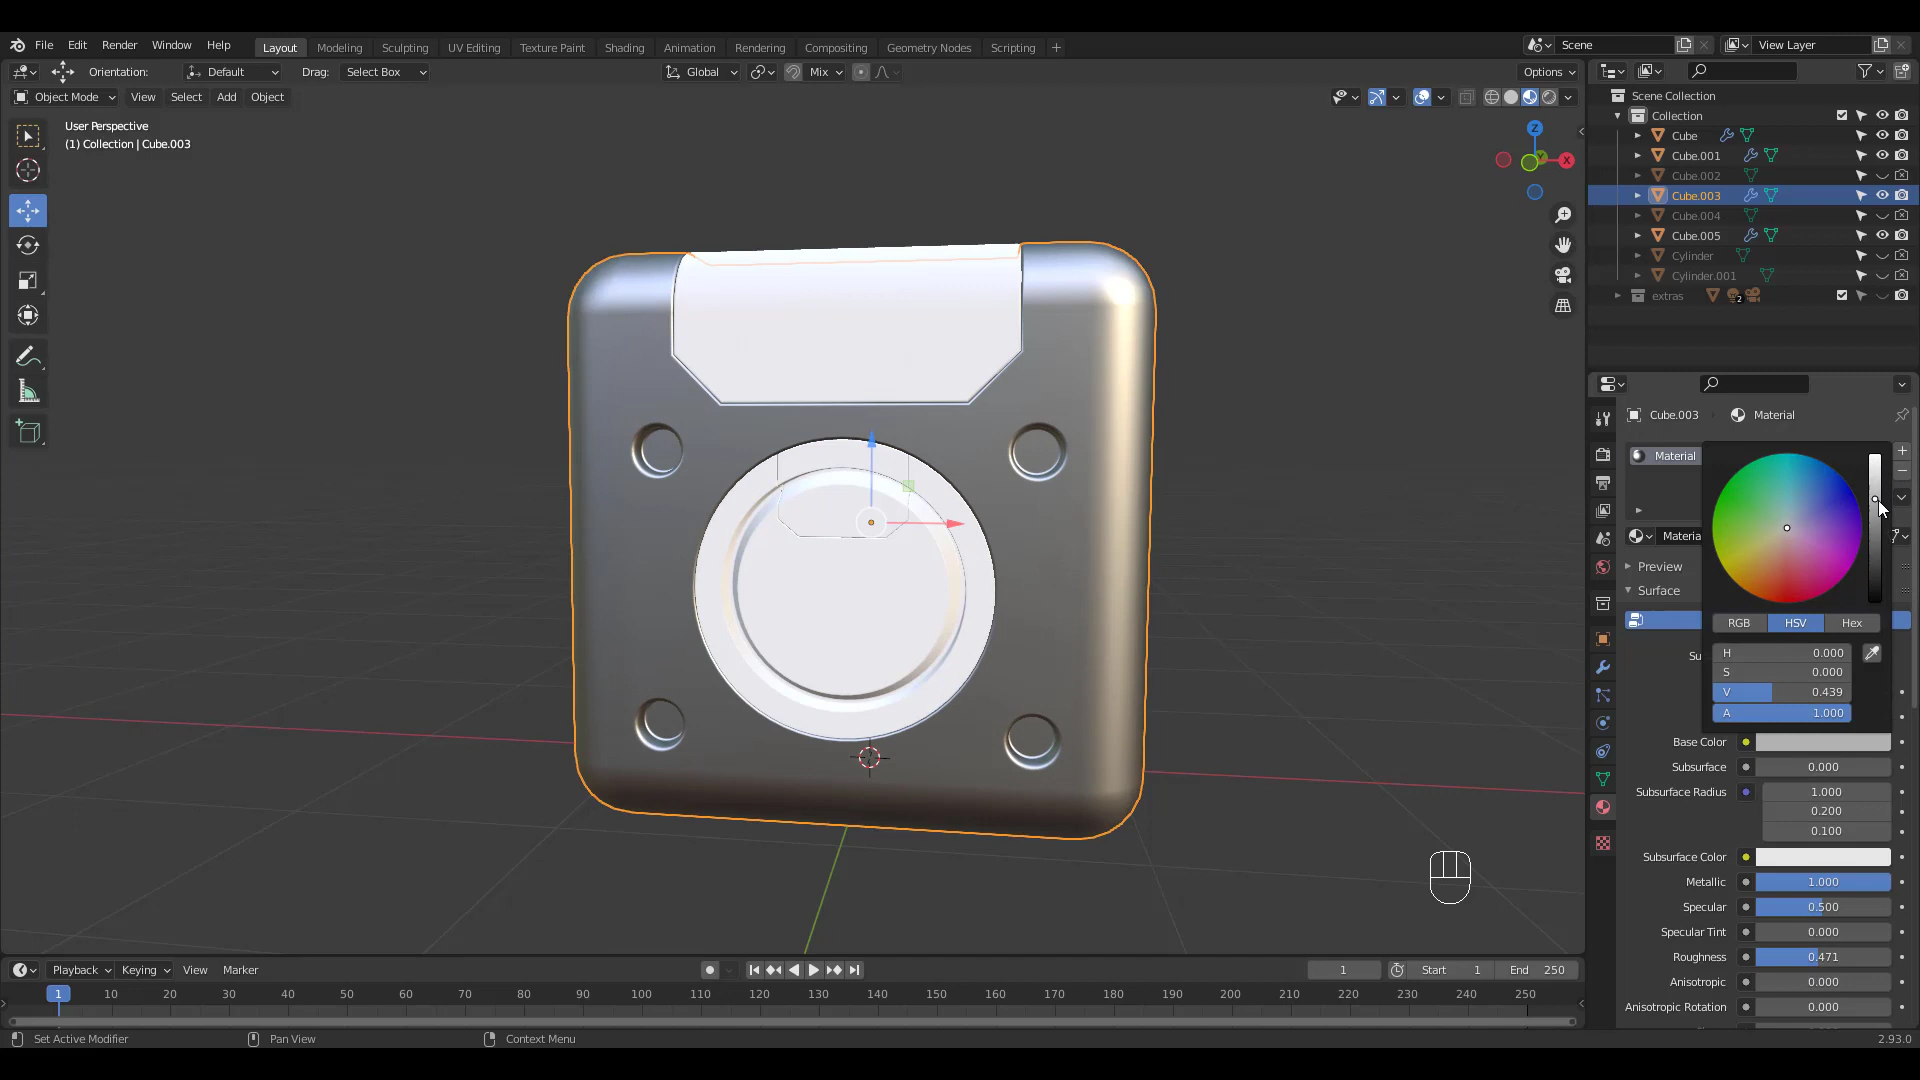 File Edit Render Window Help Layout Modeling Sculpting UV Editing Texture Paint Shading Animation Rendering Compositing Geometry Nodes Scripting + Scene View Layer
Orientation: Default Drag: Select Box Global Mix Options
Object Mode View Select Add Object
User Perspective
(1) Collection | Cube.003
Z
X
Scene Collection
Collection
Cube
Cube.001
Cube.002
Cube.003
Cube.004
Cube.005
Cylinder
Cylinder.001
extras 2
Cube.003 Material
Material
Materia
Preview
Surface
RGB HSV Hex
Su
H 0.000
S 0.000
V 0.439
A 1.000
Base Color
Subsurface 0.000
Subsurface Radius 1.000
0.200
0.100
Subsurface Color
Metallic 1.000
Specular 0.500
Specular Tint 0.000
Roughness 0.471
Anisotropic 0.000
Anisotropic Rotation 0.000
Playback Keying View Marker 1 Start 1 End 250
1 10 20 30 40 50 60 70 80 90 100 110 120 130 140 150 160 170 180 190 200 210 220 230 240 250
Set Active Modifier Pan View Context Menu 2.93.0